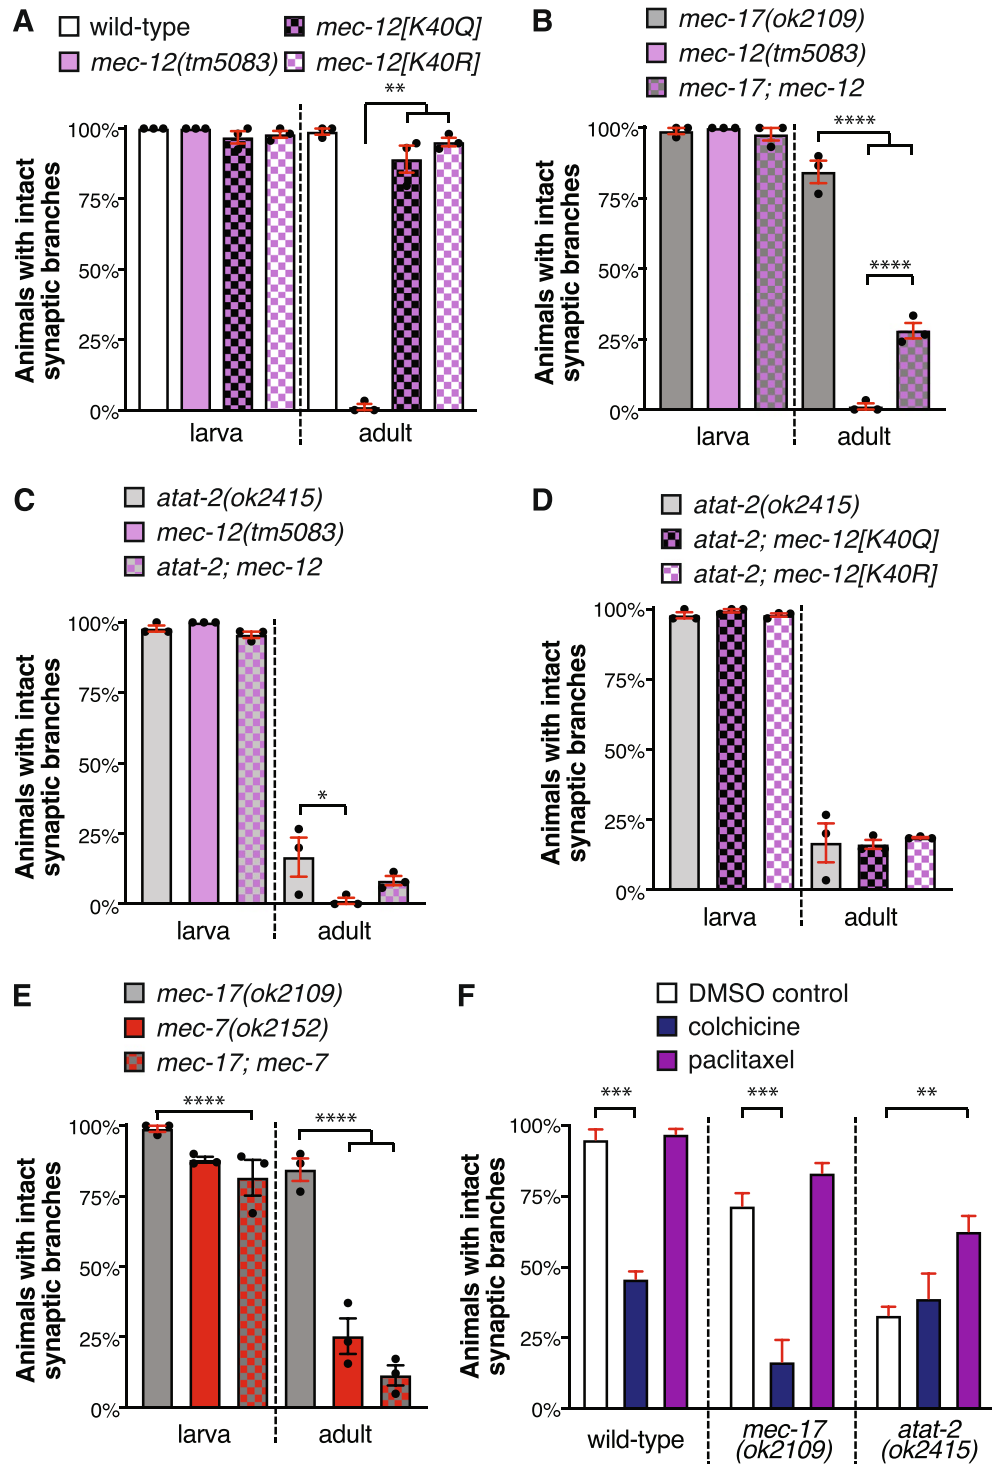 A
wild-type
mec-12(tm5083)
mec-12[K40Q]
mec-12[K40R]
Animals with intact
synaptic branches
100%
75%
50%
25%
0%
**
larva
adult
B
mec-17(ok2109)
mec-12(tm5083)
mec-17; mec-12
Animals with intact
synaptic branches
100%
75%
50%
25%
0%
****
****
larva
adult
C
atat-2(ok2415)
mec-12(tm5083)
atat-2; mec-12
Animals with intact
synaptic branches
100%
75%
50%
25%
0%
*
larva
adult
D
atat-2(ok2415)
atat-2; mec-12[K40Q]
atat-2; mec-12[K40R]
Animals with intact
synaptic branches
100%
75%
50%
25%
0%
larva
adult
E
mec-17(ok2109)
mec-7(ok2152)
mec-17; mec-7
Animals with intact
synaptic branches
100%
75%
50%
25%
0%
****
****
larva
adult
F
DMSO control
colchicine
paclitaxel
Animals with intact
synaptic branches
100%
75%
50%
25%
0%
***
***
**
wild-type
mec-17
(ok2109)
atat-2
(ok2415)